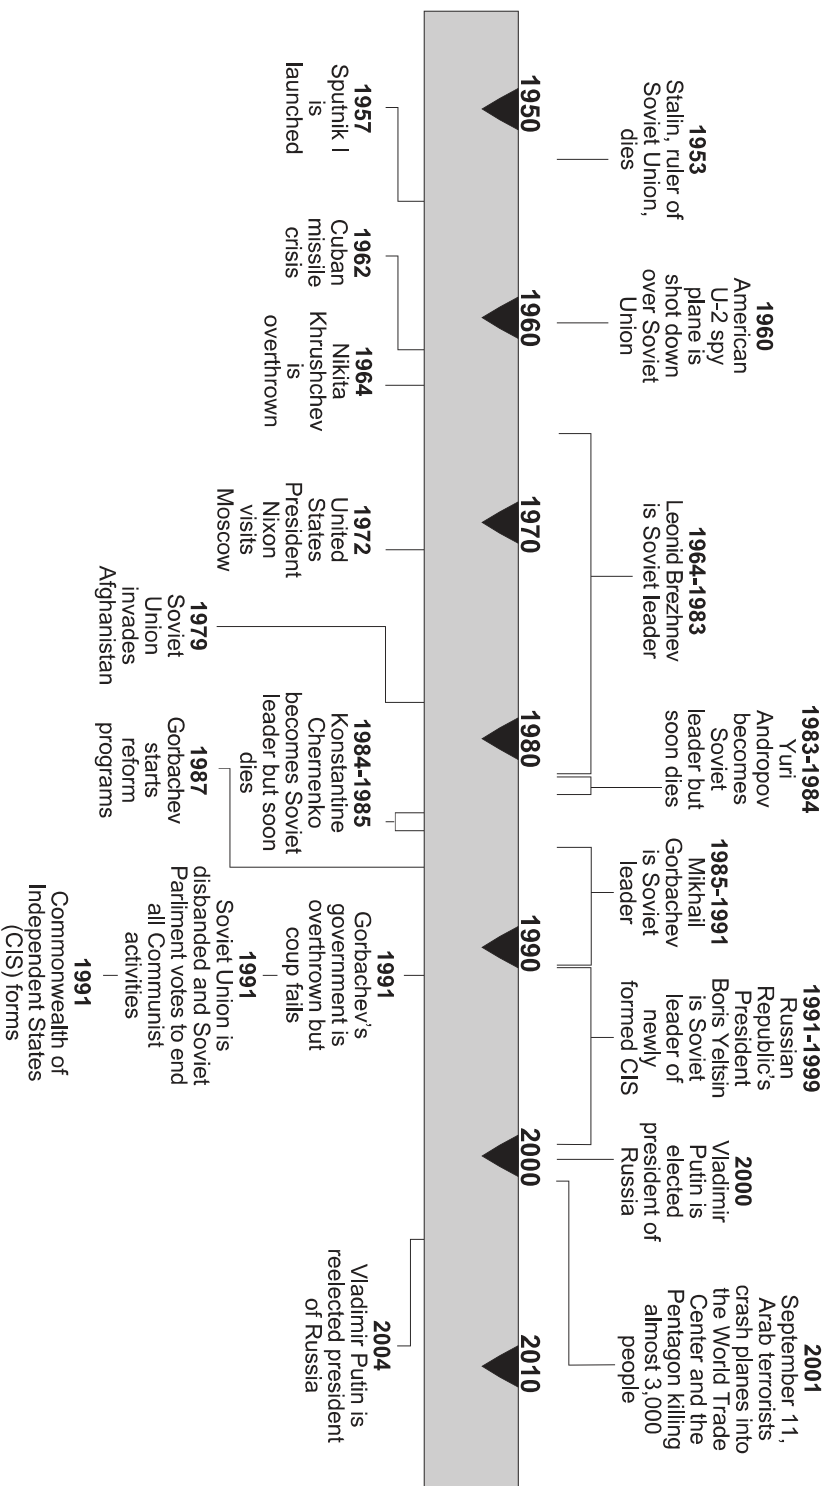 1953
Stalin, ruler of
Soviet Union,
dies
1960
American
U-2 spy
plane is
shot down
over Soviet
Union
1964-1983
Leonid Brezhnev
is Soviet leader
1983-1984
Yuri
Andropov
becomes
Soviet
leader but
soon dies
1985-1991
Mikhail
Gorbachev
is Soviet
leader
1991-1999
Russian
Republic's
President
Boris Yeltsin
is Soviet
leader of
newly
formed CIS
2000
Vladimir
Putin is
elected
president of
Russia
2001
September 11,
Arab terrorists
crash planes into
the World Trade
Center and the
Pentagon killing
almost 3,000
people
1950
1960
1970
1980
1990
2000
2010
1957
Sputnik I
is
launched
1962
Cuban
missile
crisis
1964
Nikita
Khrushchev
is
overthrown
1972
United
States
President
Nixon
visits
Moscow
1979
Soviet
Union
invades
Afghanistan
1984-1985
Konstantine
Chernenko
becomes Soviet
leader but soon
dies
1987
Gorbachev
starts
reform
programs
1991
Gorbachev's
government is
overthrown but
coup fails
1991
Soviet Union is
disbanded and Soviet
Parliment votes to end
all Communist
activities
1991
Commonwealth of
Independent States
(CIS) forms
2004
Vladimir Putin is
reelected president
of Russia